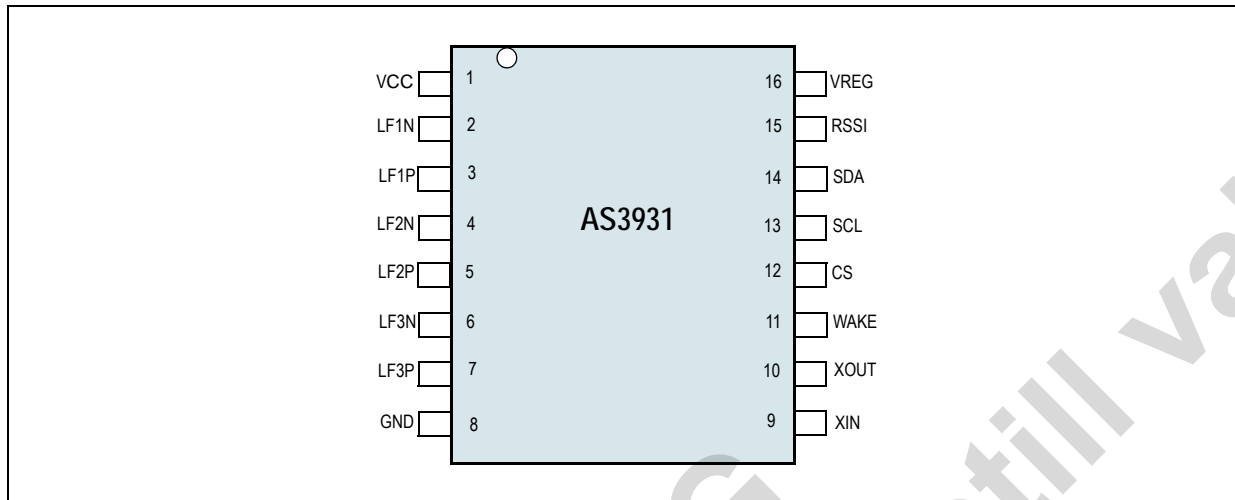 VCC 1 16 VREG
LF1N 2 15 RSSI
LF1P 3 14 SDA
LF2N 4 AS3931 13 SCL
LF2P 5 12 CS
LF3N 6 11 WAKE
LF3P 7 10 XOUT
GND 8 9 XIN
still